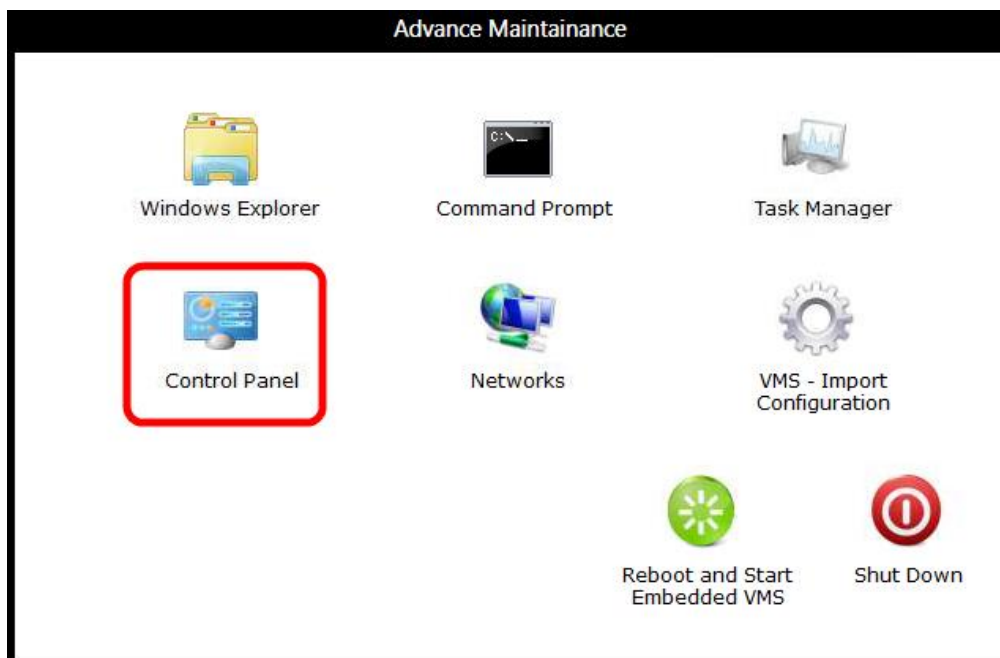 Advance Maintainance
C:\_
Windows Explorer
Command Prompt
Task Manager
Control Panel
Networks
VMS - Import
Configuration
Reboot and Start
Embedded VMS
Shut Down